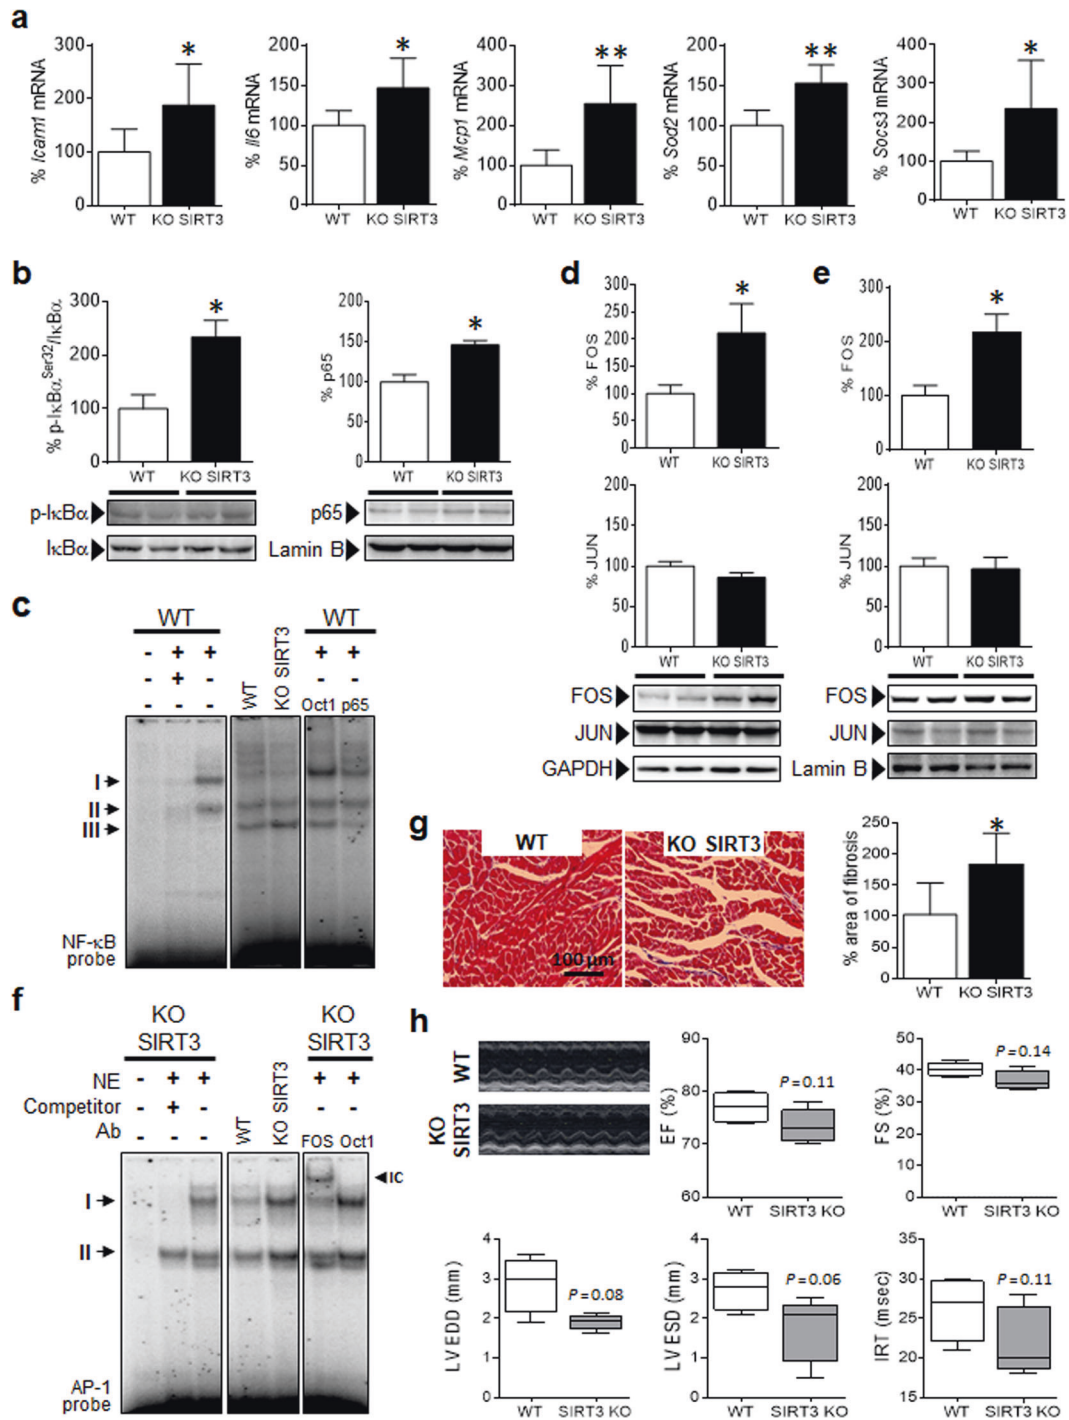 a
% Icam1 mRNA
300
200
100
0
*
WT KO SIRT3
% Il6 mRNA
200
150
100
50
0
*
WT KO SIRT3
% Mcp1 mRNA
400
300
200
100
0
**
WT KO SIRT3
% Sod2 mRNA
200
150
100
50
0
**
WT KO SIRT3
% Socs3 mRNA
400
300
200
100
0
*
WT KO SIRT3
b
% p-IκBα Ser32/IκBα
300
200
100
0
*
WT KO SIRT3
p-IκBα
IκBα
% p65
200
150
100
50
0
*
WT KO SIRT3
p65
Lamin B
c
WT
- + +
- + -
- - -
WT
KO SIRT3
WT
+ +
- -
Oct1 p65
I
II
III
NF-κB
probe
d
% FOS
300
250
200
150
100
50
0
*
WT KO SIRT3
% JUN
200
150
100
50
0
WT KO SIRT3
FOS
JUN
GAPDH
e
% FOS
300
200
100
0
*
WT KO SIRT3
% JUN
200
150
100
50
0
WT KO SIRT3
FOS
JUN
Lamin B
f
KO
SIRT3
KO
SIRT3
NE - + + + +
Competitor - + - - -
Ab - - - FOS Oct1
WT
KO SIRT3
IC
I
II
AP-1
probe
g
WT
KO SIRT3
100 μm
% area of fibrosis
250
200
150
100
50
0
*
WT KO SIRT3
h
WT
KO
SIRT3
EF (%)
90
80
70
60
P = 0.11
WT SIRT3 KO
FS (%)
50
40
30
20
10
0
P = 0.14
WT SIRT3 KO
LVEDD (mm)
4
3
2
1
0
P = 0.08
WT SIRT3 KO
LVESD (mm)
4
3
2
1
0
P = 0.06
WT SIRT3 KO
IRT (msec)
35
30
25
20
15
P = 0.11
WT SIRT3 KO